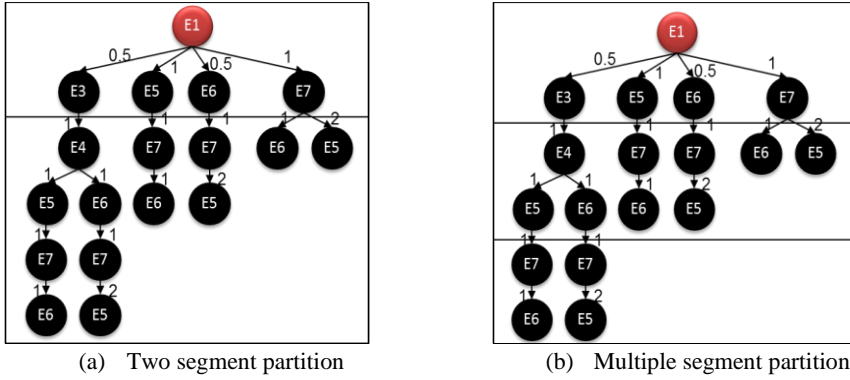 E1 E1
0.5 1 0.5 1 0.5 1 0.5 1
E3 E5 E6 E7 E3 E5 E6 E7
1 1 1 1 2 1 1 1 1 2
E4 E7 E7 E6 E5 E4 E7 E7 E6 E5
1 1 1 2 1 1 1 2
E5 E6 E6 E5 E5 E6 E6 E5
1 1 1 1
E7 E7 E7 E7
1 2 1 2
E6 E5 E6 E5
(a) Two segment partition (b) Multiple segment partition